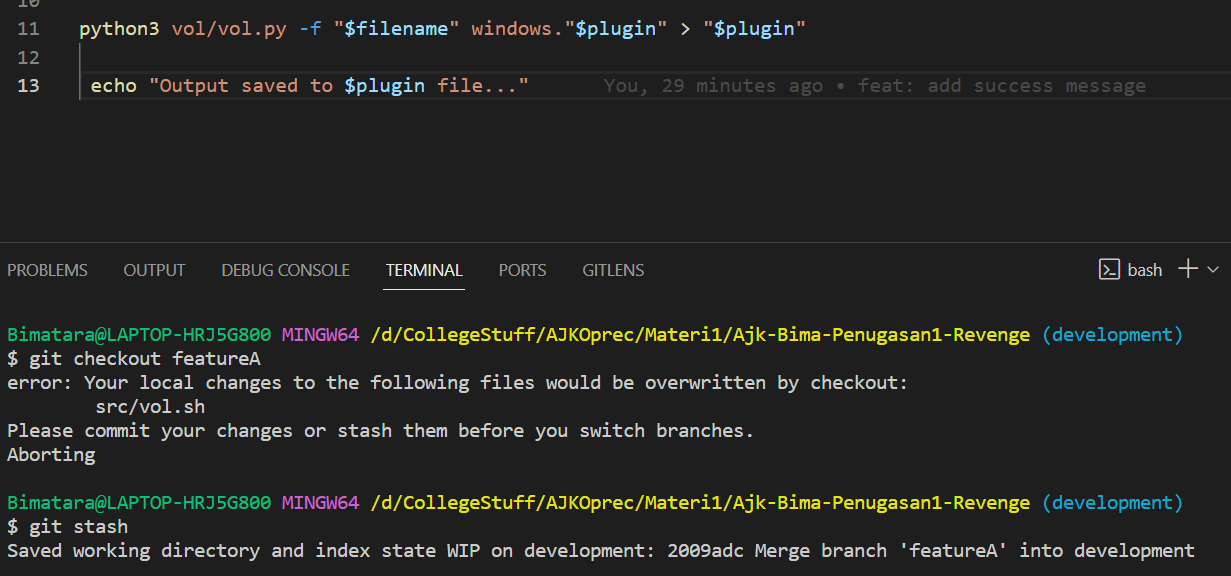 10
11 python3 vol/vol.py -f "$filename" windows."$plugin" > "$plugin"
12
13 echo "Output saved to $plugin file..." You, 29 minutes ago • feat: add success message
PROBLEMS OUTPUT DEBUG CONSOLE TERMINAL PORTS GITLENS bash
Bimatara@LAPTOP-HRJ5G800 MINGW64 /d/CollegeStuff/AJKOprec/Materi1/Ajk-Bima-Penugasan1-Revenge (development)
$ git checkout featureA
error: Your local changes to the following files would be overwritten by checkout:
src/vol.sh
Please commit your changes or stash them before you switch branches.
Aborting
Bimatara@LAPTOP-HRJ5G800 MINGW64 /d/CollegeStuff/AJKOprec/Materi1/Ajk-Bima-Penugasan1-Revenge (development)
$ git stash
Saved working directory and index state WIP on development: 2009adc Merge branch 'featureA' into development